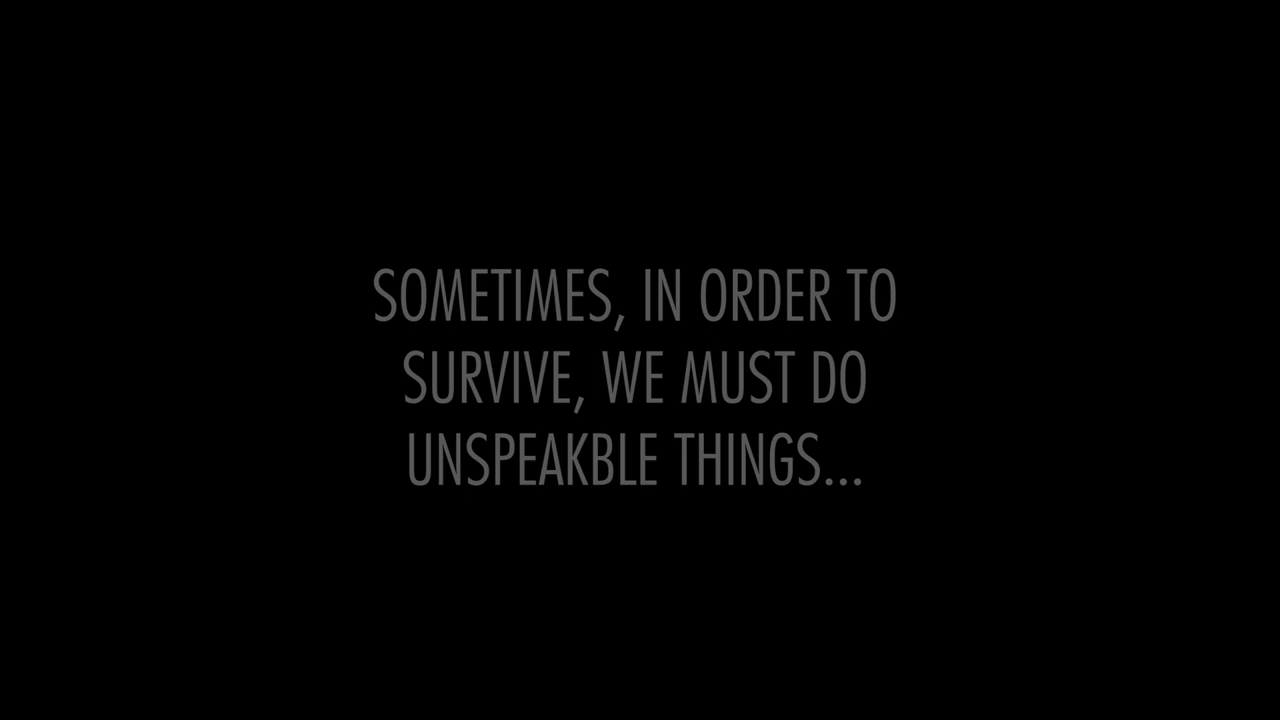 SOMETIMES, IN ORDER TO
SURVIVE, WE MUST DO
UNSPEAKBLE THINGS...